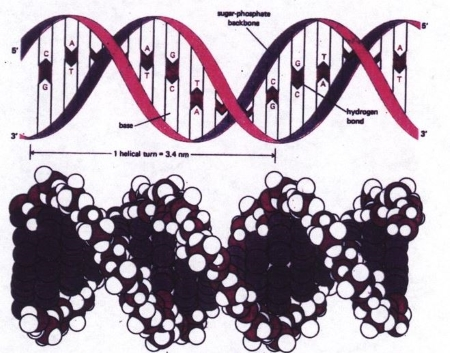 sugar-phosphate
backbone
5'
5'
C
G
A
T
A
T
G
C
T
A
C
G
G
C
T
A
A
T
base
hydrogen
bond
3'
3'
1 helical turn = 3.4 nm